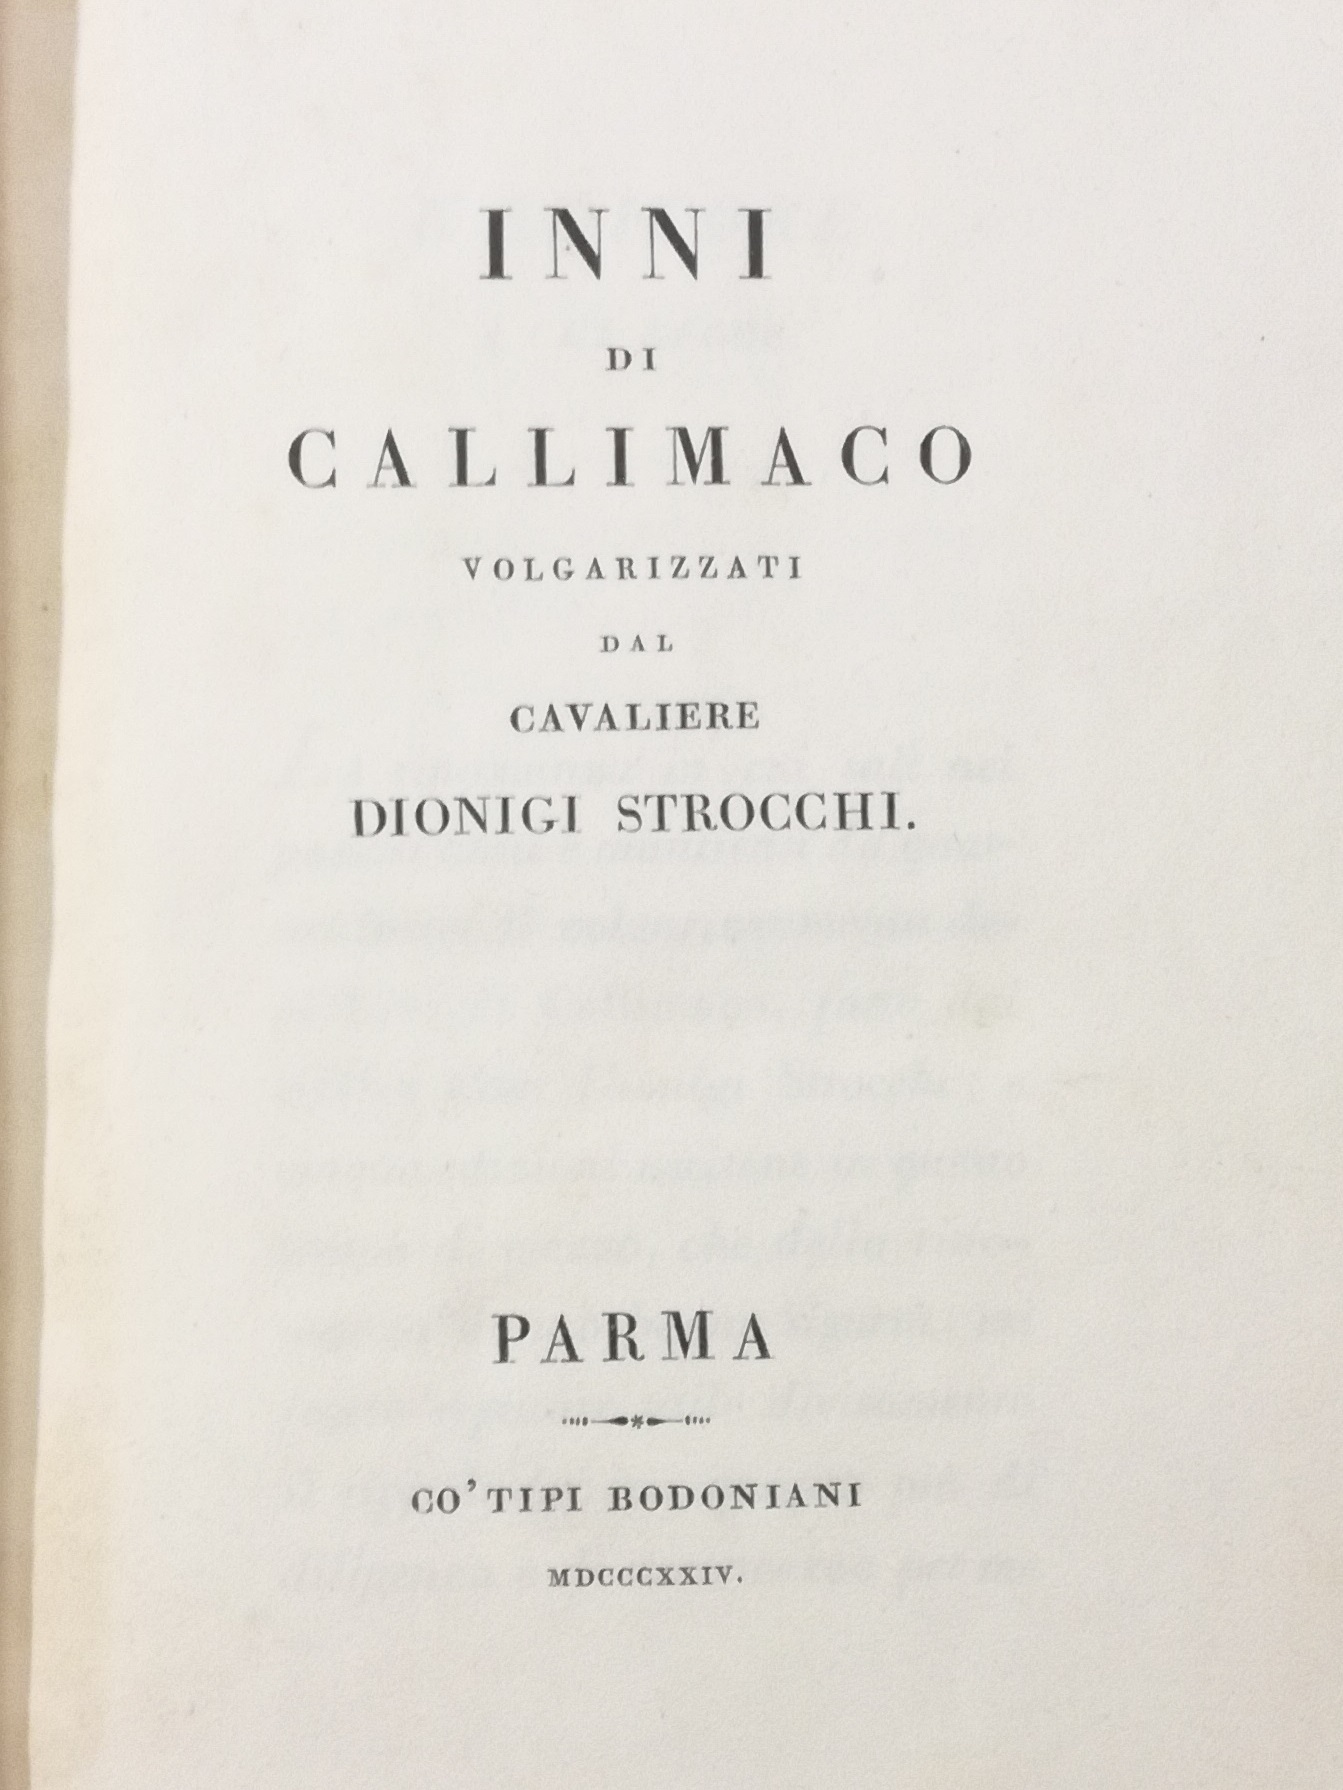 INNI
DI
CALLIMACO
VOLGARIZZATI
DAL
CAVALIERE
DIONIGI STROCCHI.
PARMA
CO' TIPI BODONIANI
MDCCCXXIV.